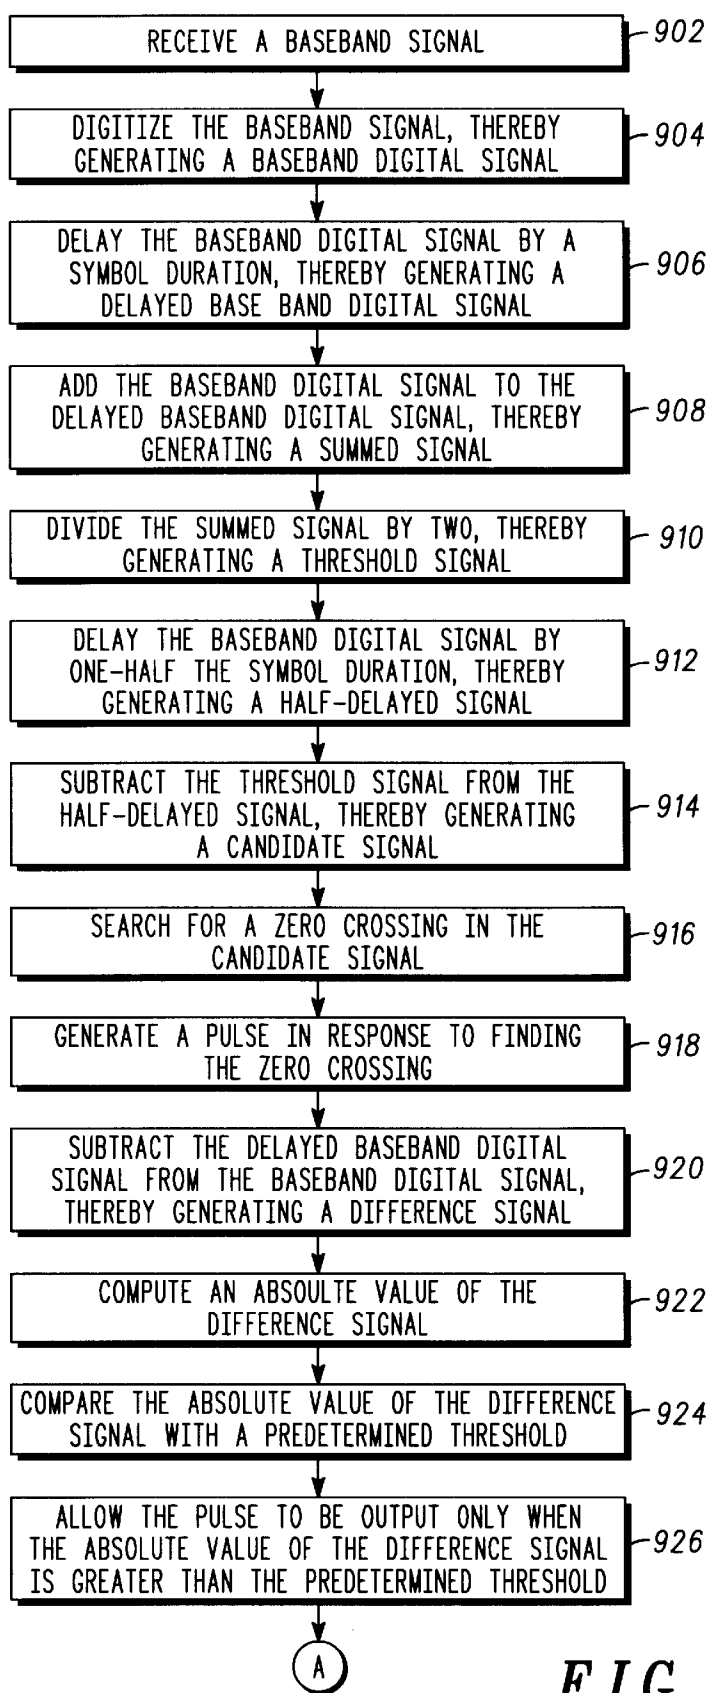 RECEIVE A BASEBAND SIGNAL
902
DIGITIZE THE BASEBAND SIGNAL, THEREBY
GENERATING A BASEBAND DIGITAL SIGNAL
904
DELAY THE BASEBAND DIGITAL SIGNAL BY A
SYMBOL DURATION, THEREBY GENERATING A
DELAYED BASE BAND DIGITAL SIGNAL
906
ADD THE BASEBAND DIGITAL SIGNAL TO THE
DELAYED BASEBAND DIGITAL SIGNAL, THEREBY
GENERATING A SUMMED SIGNAL
908
DIVIDE THE SUMMED SIGNAL BY TWO, THEREBY
GENERATING A THRESHOLD SIGNAL
910
DELAY THE BASEBAND DIGITAL SIGNAL BY
ONE-HALF THE SYMBOL DURATION, THEREBY
GENERATING A HALF-DELAYED SIGNAL
912
SUBTRACT THE THRESHOLD SIGNAL FROM THE
HALF-DELAYED SIGNAL, THEREBY GENERATING
A CANDIDATE SIGNAL
914
SEARCH FOR A ZERO CROSSING IN THE
CANDIDATE SIGNAL
916
GENERATE A PULSE IN RESPONSE TO FINDING
THE ZERO CROSSING
918
SUBTRACT THE DELAYED BASEBAND DIGITAL
SIGNAL FROM THE BASEBAND DIGITAL SIGNAL,
THEREBY GENERATING A DIFFERENCE SIGNAL
920
COMPUTE AN ABSOULTE VALUE OF THE
DIFFERENCE SIGNAL
922
COMPARE THE ABSOLUTE VALUE OF THE DIFFERENCE
SIGNAL WITH A PREDETERMINED THRESHOLD
924
ALLOW THE PULSE TO BE OUTPUT ONLY WHEN
THE ABSOLUTE VALUE OF THE DIFFERENCE SIGNAL
IS GREATER THAN THE PREDETERMINED THRESHOLD
926
A
FIG